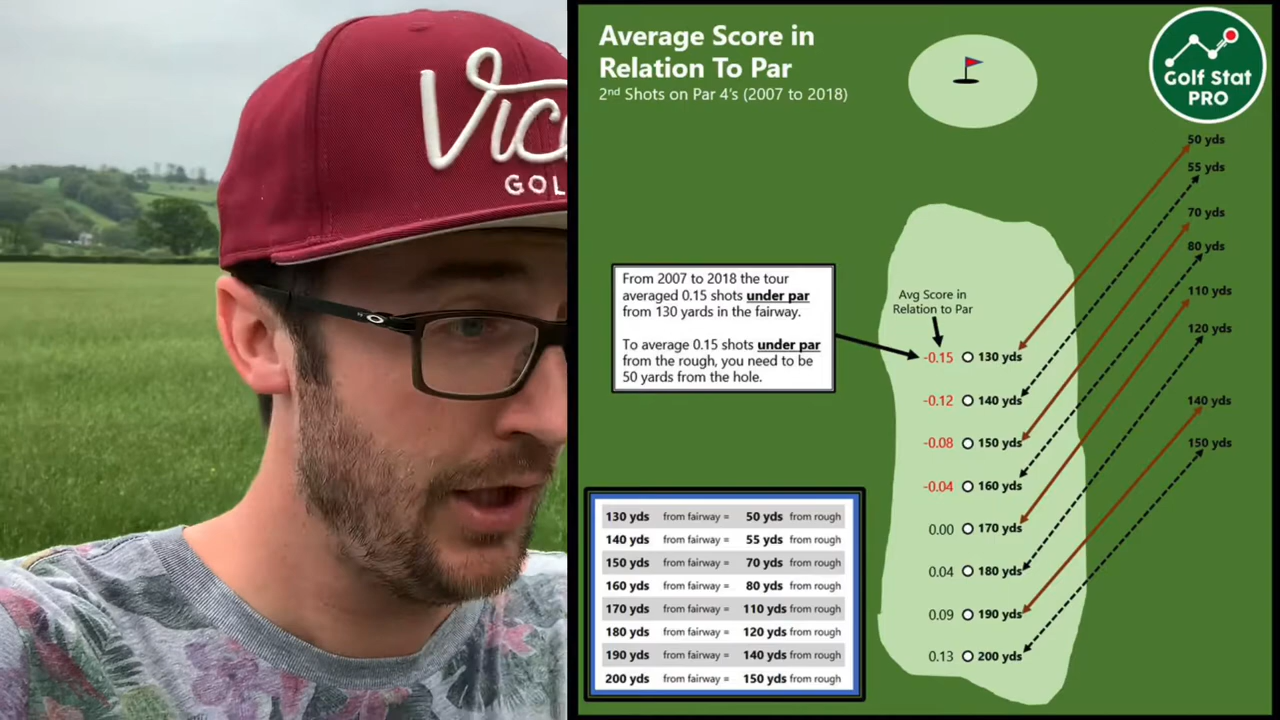 Vic
GOL
Average Score in
Relation To Par
2nd Shots on Par 4's (2007 to 2018)
Golf Stat
PRO
50 yds
55 yds
70 yds
80 yds
110 yds
120 yds
140 yds
150 yds
From 2007 to 2018 the tour
averaged 0.15 shots under par
from 130 yards in the fairway.
To average 0.15 shots under par
from the rough, you need to be
50 yards from the hole.
Avg Score in
Relation to Par
-0.15 130 yds
-0.12 140 yds
-0.08 150 yds
-0.04 160 yds
0.00 170 yds
0.04 180 yds
0.09 190 yds
0.13 200 yds
130 yds from fairway = 50 yds from rough
140 yds from fairway = 55 yds from rough
150 yds from fairway = 70 yds from rough
160 yds from fairway = 80 yds from rough
170 yds from fairway = 110 yds from rough
180 yds from fairway = 120 yds from rough
190 yds from fairway = 140 yds from rough
200 yds from fairway = 150 yds from rough